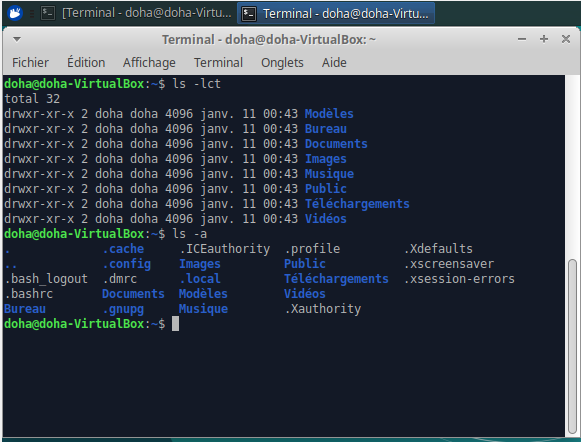 [Terminal - doha@doha-Virtu...
Terminal - doha@doha-Virtu...
Terminal - doha@doha-VirtualBox: ~
Fichier Édition Affichage Terminal Onglets Aide
doha@doha-VirtualBox:~$ ls -lct
total 32
drwxr-xr-x 2 doha doha 4096 janv. 11 00:43 Modèles
drwxr-xr-x 2 doha doha 4096 janv. 11 00:43 Bureau
drwxr-xr-x 2 doha doha 4096 janv. 11 00:43 Documents
drwxr-xr-x 2 doha doha 4096 janv. 11 00:43 Images
drwxr-xr-x 2 doha doha 4096 janv. 11 00:43 Musique
drwxr-xr-x 2 doha doha 4096 janv. 11 00:43 Public
drwxr-xr-x 2 doha doha 4096 janv. 11 00:43 Téléchargements
drwxr-xr-x 2 doha doha 4096 janv. 11 00:43 Vidéos
doha@doha-VirtualBox:~$ ls -a
. .cache .ICEauthority .profile .Xdefaults
.. .config Images Public .xscreensaver
.bash_logout .dmrc .local Téléchargements .xsession-errors
.bashrc Documents Modèles Vidéos
Bureau .gnupg Musique .Xauthority
doha@doha-VirtualBox:~$